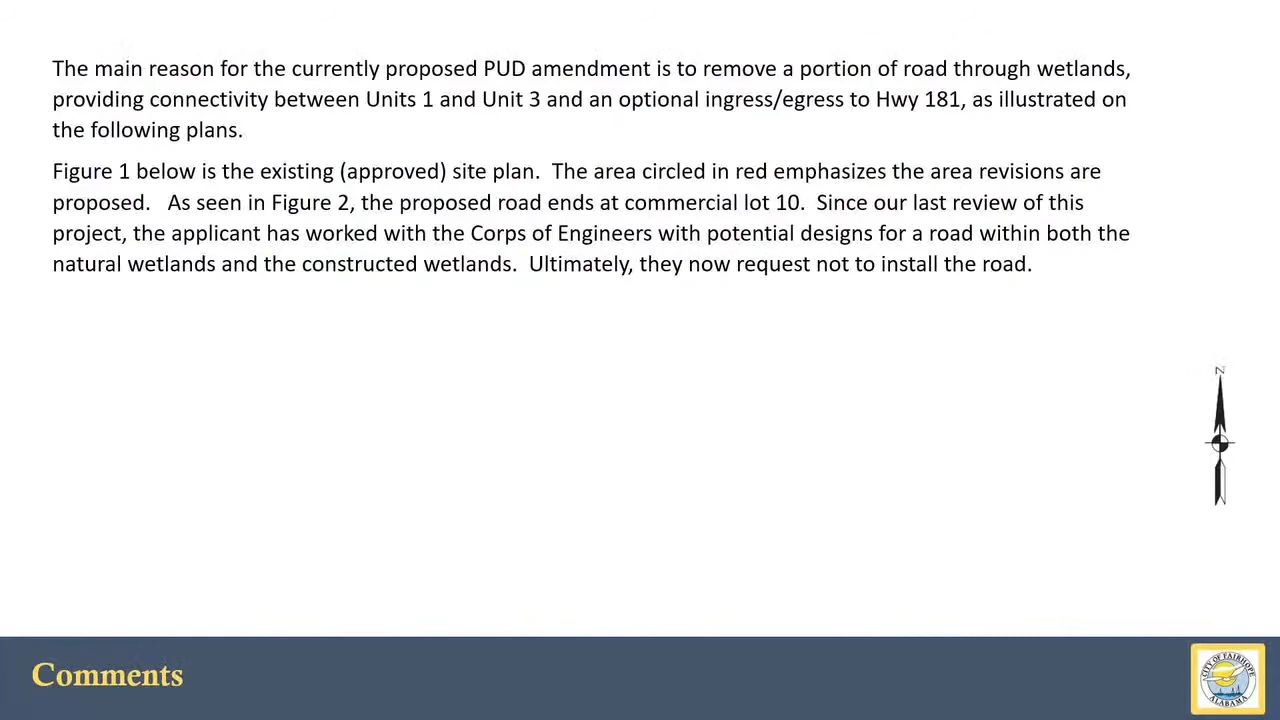 The main reason for the currently proposed PUD amendment is to remove a portion of road through wetlands,
providing connectivity between Units 1 and Unit 3 and an optional ingress/egress to Hwy 181, as illustrated on
the following plans.
Figure 1 below is the existing (approved) site plan.  The area circled in red emphasizes the area revisions are
proposed.   As seen in Figure 2, the proposed road ends at commercial lot 10.  Since our last review of this
project, the applicant has worked with the Corps of Engineers with potential designs for a road within both the
natural wetlands and the constructed wetlands.  Ultimately, they now request not to install the road.
N
Comments
CITY OF FAIRHOPE
ALABAMA